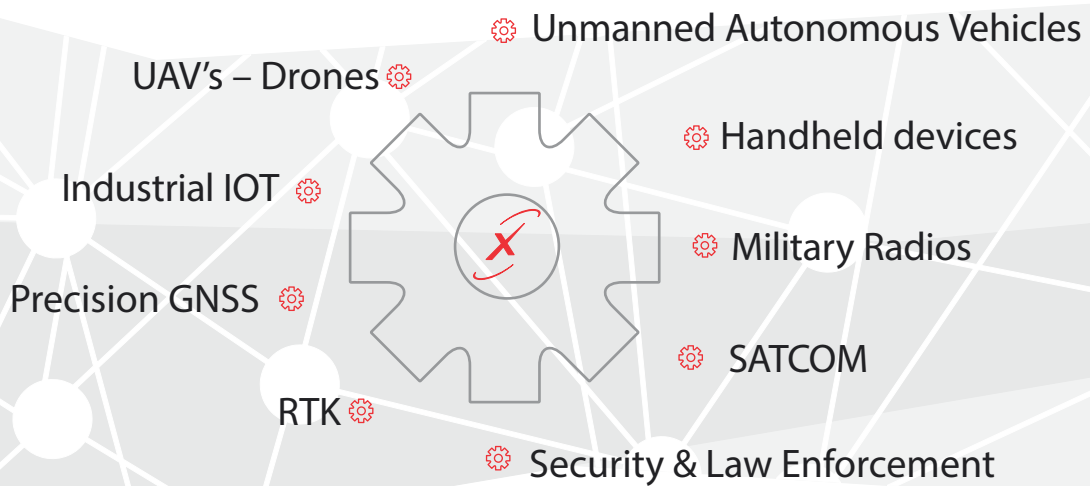 Unmanned Autonomous Vehicles
UAV's – Drones
Handheld devices
Industrial IOT
Military Radios
Precision GNSS
SATCOM
RTK
Security & Law Enforcement
X